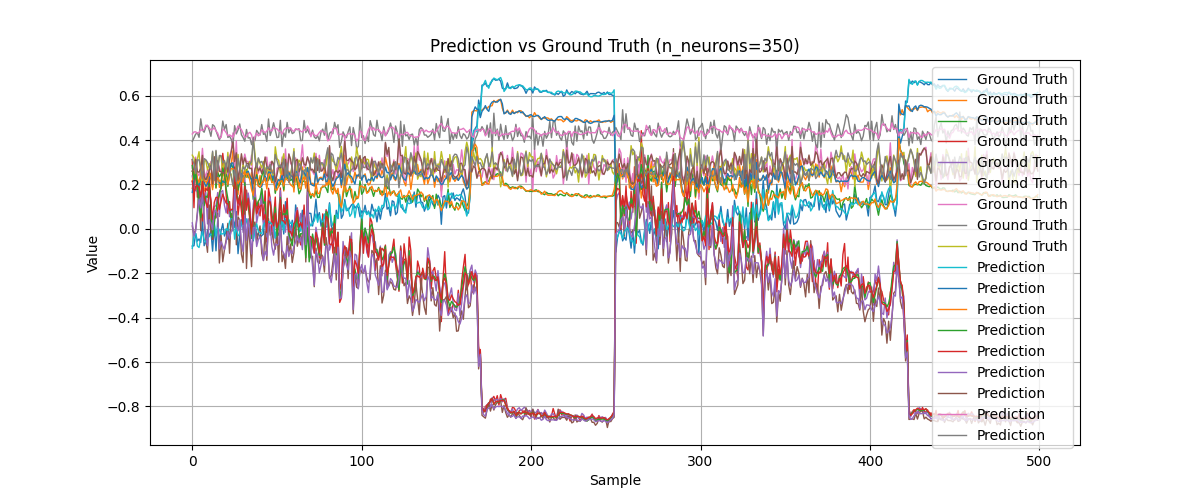 Prediction vs Ground Truth (n_neurons=350)
Value
0.6
0.4
0.2
0.0
−0.2
−0.4
−0.6
−0.8
0
100
200
300
400
500
Sample
Ground Truth
Ground Truth
Ground Truth
Ground Truth
Ground Truth
Ground Truth
Ground Truth
Ground Truth
Ground Truth
Prediction
Prediction
Prediction
Prediction
Prediction
Prediction
Prediction
Prediction
Prediction